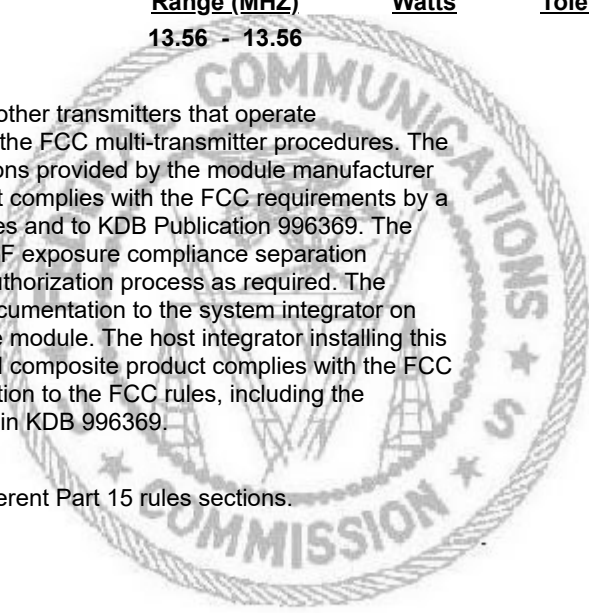 Range (MHZ) Watts Tole
13.56 - 13.56
other transmitters that operate
the FCC multi-transmitter procedures. The
ons provided by the module manufacturer
t complies with the FCC requirements by a
es and to KDB Publication 996369. The
F exposure compliance separation
uthorization process as required. The
cumentation to the system integrator on
e module. The host integrator installing this
l composite product complies with the FCC
tion to the FCC rules, including the
in KDB 996369.
erent Part 15 rules sections.
COMMUNICATIONS
COMMISSION
S